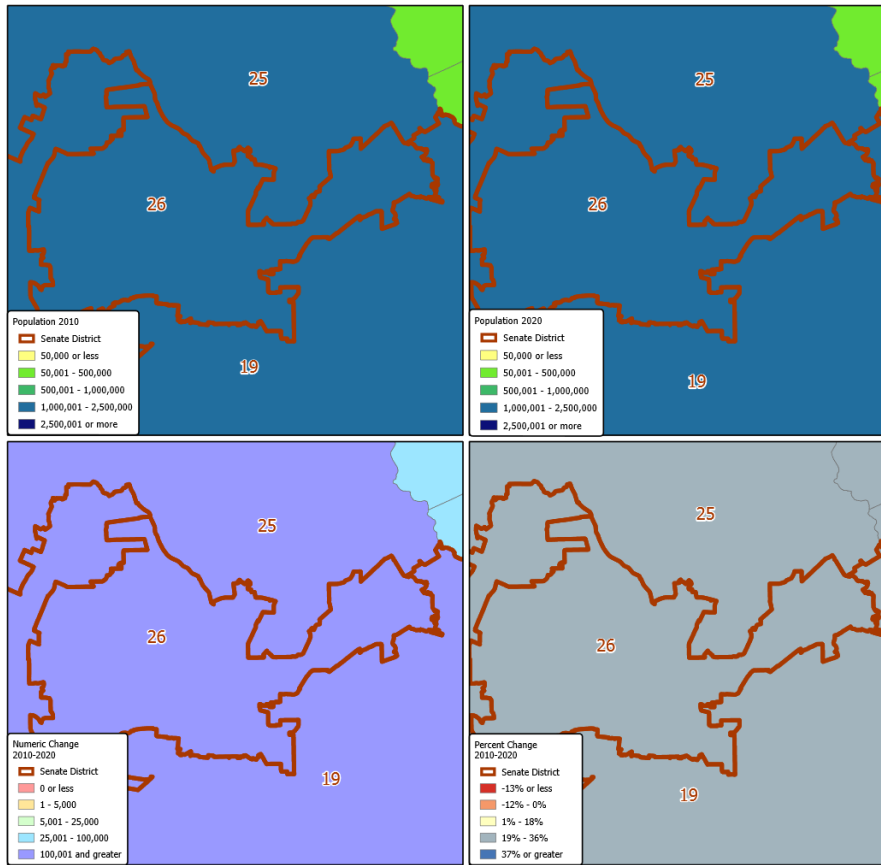 25
26
Population 2010
Senate District
50,000 or less
50,001 - 500,000
500,001 - 1,000,000
1,000,001 - 2,500,000
2,500,001 or more
19
25
26
Population 2020
Senate District
50,000 or less
50,001 - 500,000
500,001 - 1,000,000
1,000,001 - 2,500,000
2,500,001 or more
19
25
26
Numeric Change
2010-2020
Senate District
0 or less
1 - 5,000
5,001 - 25,000
25,001 - 100,000
100,001 and greater
19
25
26
Percent Change
2010-2020
Senate District
-13% or less
-12% - 0%
1% - 18%
19% - 36%
37% or greater
19